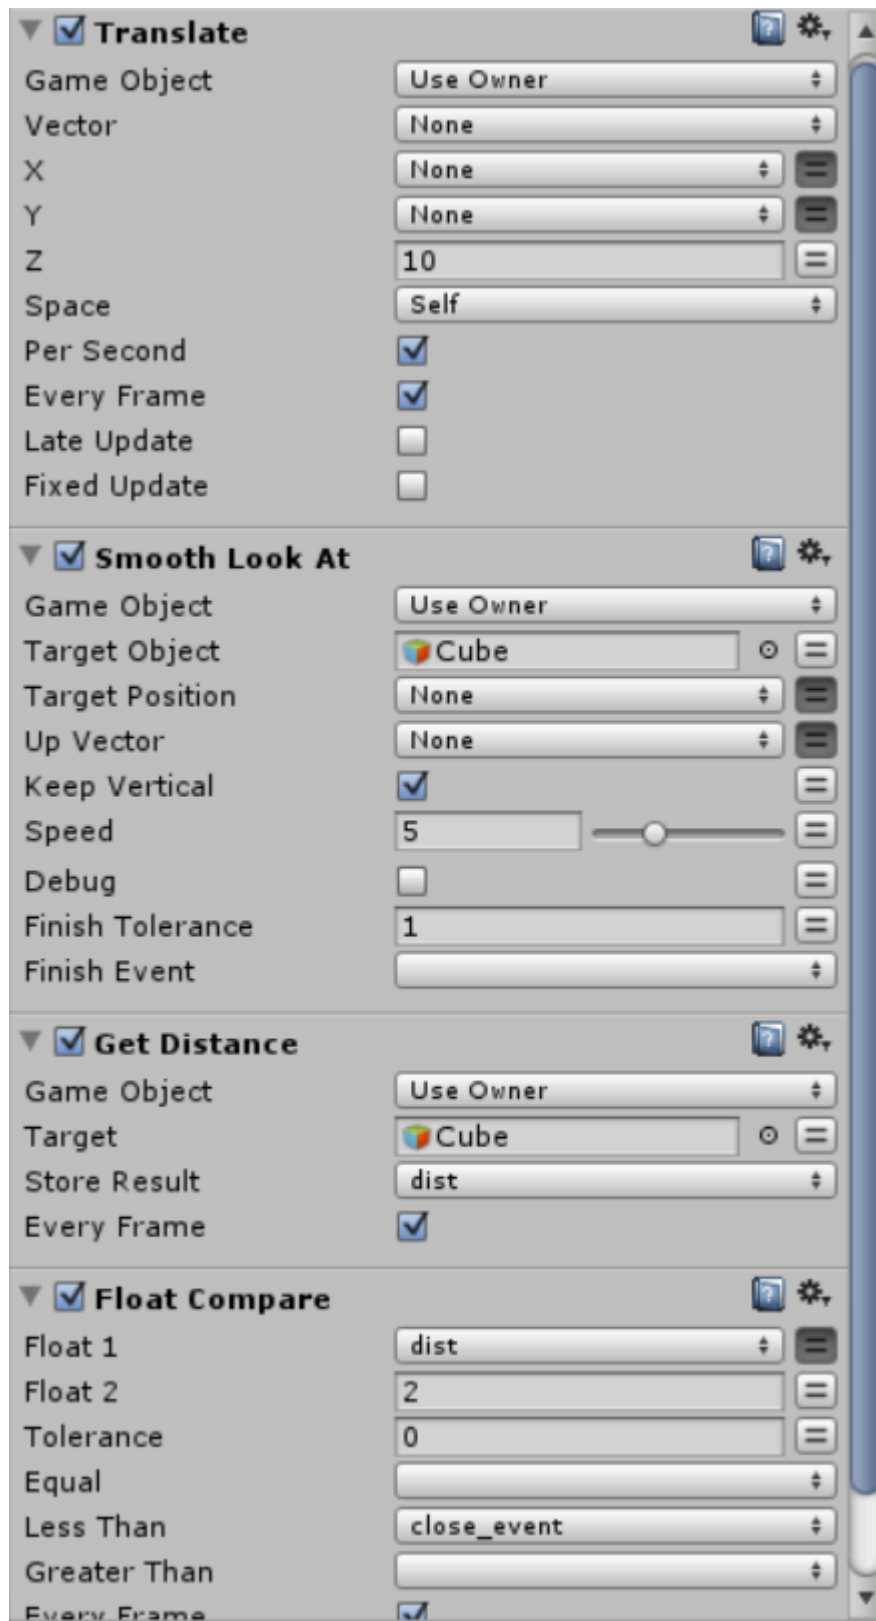 Translate
Game Object Use Owner
Vector None
X None
Y None
Z 10
Space Self
Per Second
Every Frame
Late Update
Fixed Update
Smooth Look At
Game Object Use Owner
Target Object Cube
Target Position None
Up Vector None
Keep Vertical
Speed 5
Debug
Finish Tolerance 1
Finish Event
Get Distance
Game Object Use Owner
Target Cube
Store Result dist
Every Frame
Float Compare
Float 1 dist
Float 2 2
Tolerance 0
Equal
Less Than close_event
Greater Than
Every Frame